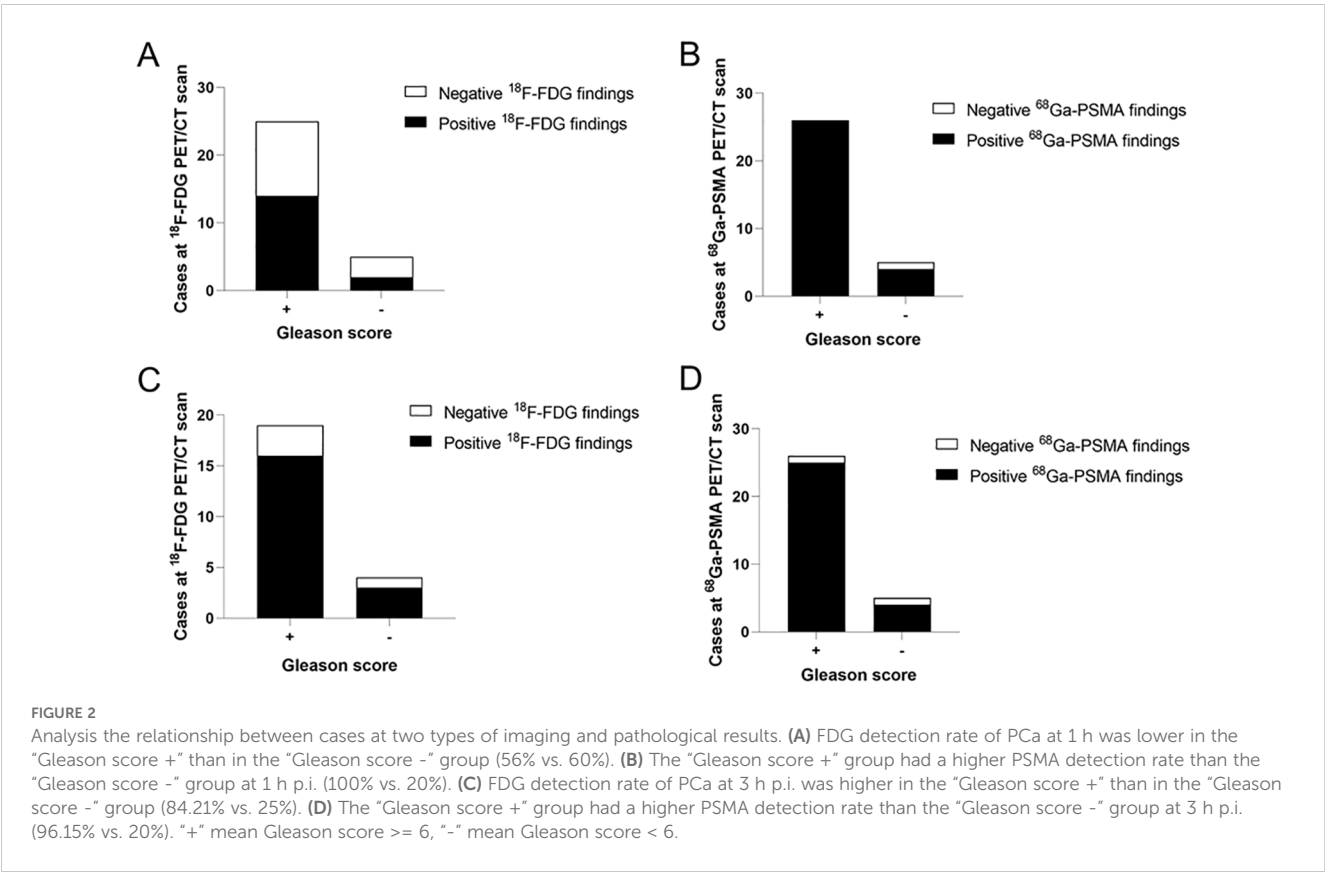 A
Cases at 18F-FDG PET/CT scan
30
20
10
0
+
-
Gleason score
Negative 18F-FDG findings
Positive 18F-FDG findings
B
Cases at 68Ga-PSMA PET/CT scan
30
20
10
0
+
-
Gleason score
Negative 68Ga-PSMA findings
Positive 68Ga-PSMA findings
C
Cases at 18F-FDG PET/CT scan
20
15
10
5
0
+
-
Gleason score
Negative 18F-FDG findings
Positive 18F-FDG findings
D
Cases at 68Ga-PSMA PET/CT scan
30
20
10
0
+
-
Gleason score
Negative 68Ga-PSMA findings
Positive 68Ga-PSMA findings
FIGURE 2
Analysis the relationship between cases at two types of imaging and pathological results. (A) FDG detection rate of PCa at 1 h was lower in the
“Gleason score +” than in the “Gleason score -” group (56% vs. 60%). (B) The “Gleason score +” group had a higher PSMA detection rate than the
“Gleason score -” group at 1 h p.i. (100% vs. 20%). (C) FDG detection rate of PCa at 3 h p.i. was higher in the “Gleason score +” than in the “Gleason
score -” group (84.21% vs. 25%). (D) The “Gleason score +” group had a higher PSMA detection rate than the “Gleason score -” group at 3 h p.i.
(96.15% vs. 20%). “+” mean Gleason score >= 6, “-” mean Gleason score < 6.